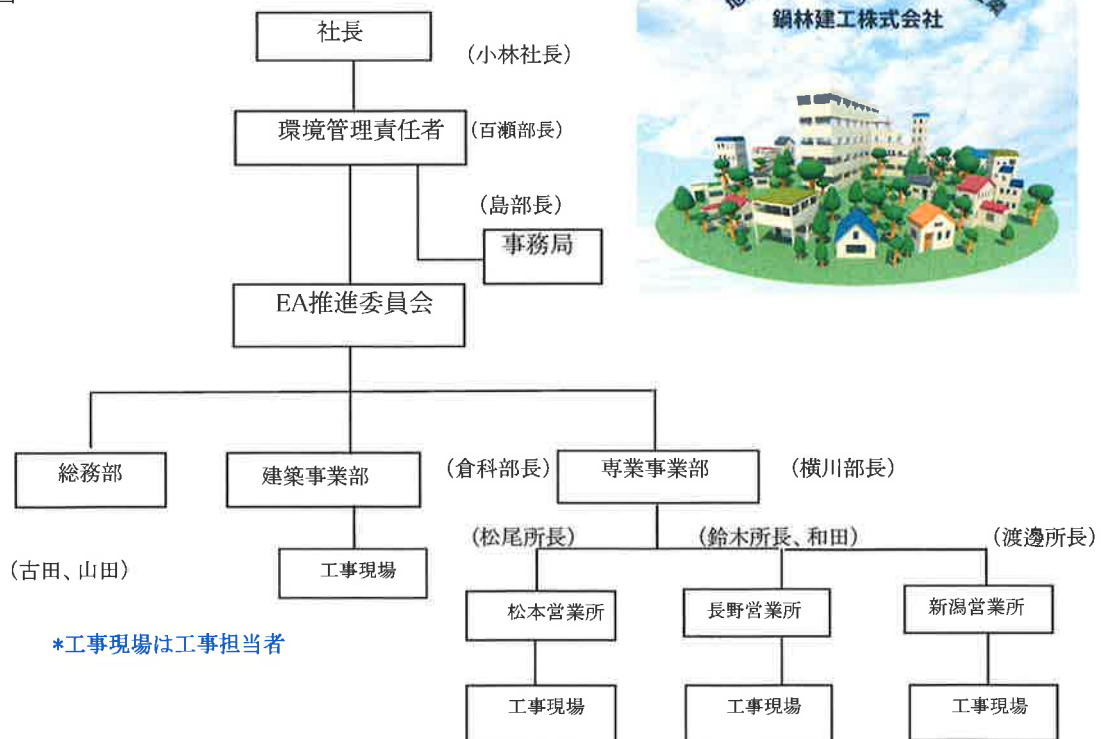 鍋林建工株式会社
社長
(小林社長)
環境管理責任者
(百瀬部長)
(島部長)
事務局
EA推進委員会
総務部
建築事業部
(倉科部長)
専業事業部
(横川部長)
(松尾所長)
(鈴木所長、和田)
(渡邊所長)
(古田、山田)
工事現場
松本営業所
長野営業所
新潟営業所
*工事現場は工事担当者
工事現場
工事現場
工事現場